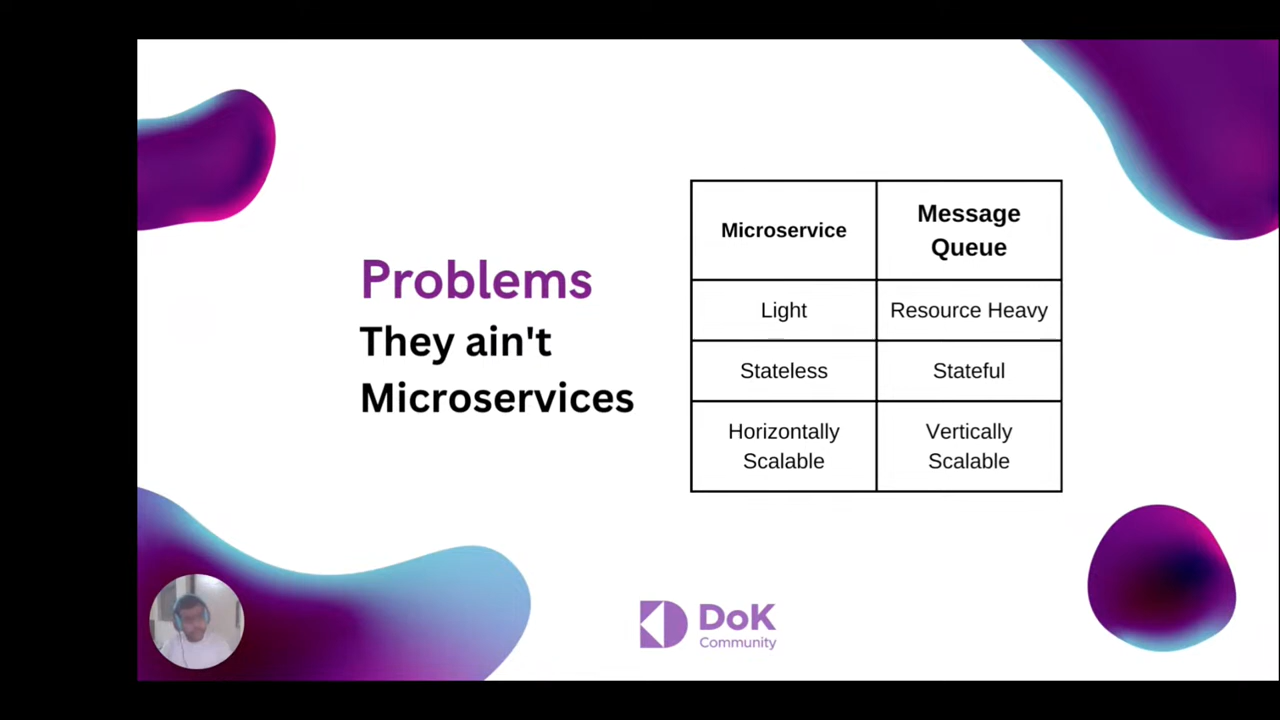 Problems
They ain't
Microservices
Microservice
Message
Queue
Light
Resource Heavy
Stateless
Stateful
Horizontally
Scalable
Vertically
Scalable
DoK
Community